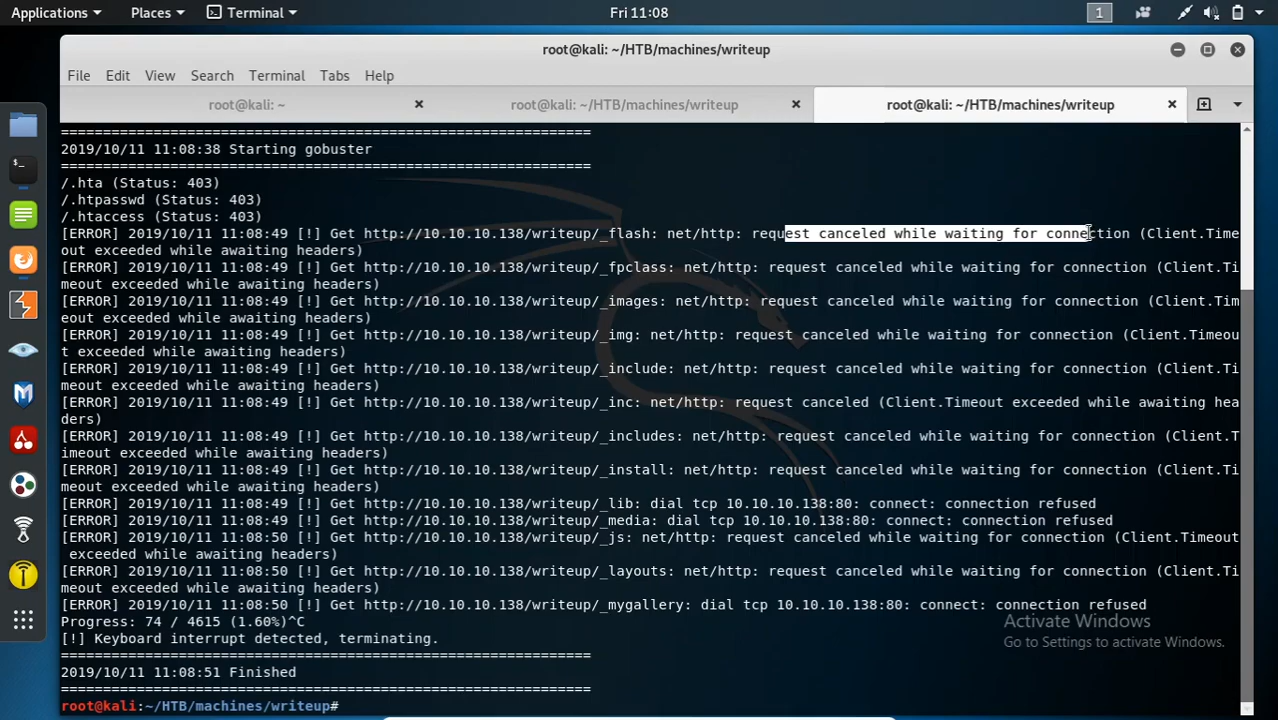 Applications Places Terminal Fri 11:08 1
root@kali: ~/HTB/machines/writeup
File Edit View Search Terminal Tabs Help
root@kali: ~ root@kali: ~/HTB/machines/writeup root@kali: ~/HTB/machines/writeup
===============================================================
2019/10/11 11:08:38 Starting gobuster
===============================================================
/.hta (Status: 403)
/.htpasswd (Status: 403)
/.htaccess (Status: 403)
[ERROR] 2019/10/11 11:08:49 [!] Get http://10.10.10.138/writeup/_flash: net/http: request canceled while waiting for connection (Client.Time
out exceeded while awaiting headers)
[ERROR] 2019/10/11 11:08:49 [!] Get http://10.10.10.138/writeup/_fpclass: net/http: request canceled while waiting for connection (Client.Ti
meout exceeded while awaiting headers)
[ERROR] 2019/10/11 11:08:49 [!] Get http://10.10.10.138/writeup/_images: net/http: request canceled while waiting for connection (Client.Tim
eout exceeded while awaiting headers)
[ERROR] 2019/10/11 11:08:49 [!] Get http://10.10.10.138/writeup/_img: net/http: request canceled while waiting for connection (Client.Timeou
t exceeded while awaiting headers)
[ERROR] 2019/10/11 11:08:49 [!] Get http://10.10.10.138/writeup/_include: net/http: request canceled while waiting for connection (Client.Ti
meout exceeded while awaiting headers)
[ERROR] 2019/10/11 11:08:49 [!] Get http://10.10.10.138/writeup/_inc: net/http: request canceled (Client.Timeout exceeded while awaiting hea
ders)
[ERROR] 2019/10/11 11:08:49 [!] Get http://10.10.10.138/writeup/_includes: net/http: request canceled while waiting for connection (Client.T
imeout exceeded while awaiting headers)
[ERROR] 2019/10/11 11:08:49 [!] Get http://10.10.10.138/writeup/_install: net/http: request canceled while waiting for connection (Client.Ti
meout exceeded while awaiting headers)
[ERROR] 2019/10/11 11:08:49 [!] Get http://10.10.10.138/writeup/_lib: dial tcp 10.10.10.138:80: connect: connection refused
[ERROR] 2019/10/11 11:08:49 [!] Get http://10.10.10.138/writeup/_media: dial tcp 10.10.10.138:80: connect: connection refused
[ERROR] 2019/10/11 11:08:50 [!] Get http://10.10.10.138/writeup/_js: net/http: request canceled while waiting for connection (Client.Timeout
 exceeded while awaiting headers)
[ERROR] 2019/10/11 11:08:50 [!] Get http://10.10.10.138/writeup/_layouts: net/http: request canceled while waiting for connection (Client.Ti
meout exceeded while awaiting headers)
[ERROR] 2019/10/11 11:08:50 [!] Get http://10.10.10.138/writeup/_mygallery: dial tcp 10.10.10.138:80: connect: connection refused
Progress: 74 / 4615 (1.60%)^C
[!] Keyboard interrupt detected, terminating.
===============================================================
2019/10/11 11:08:51 Finished
===============================================================
root@kali:~/HTB/machines/writeup#
Activate Windows
Go to Settings to activate Windows.